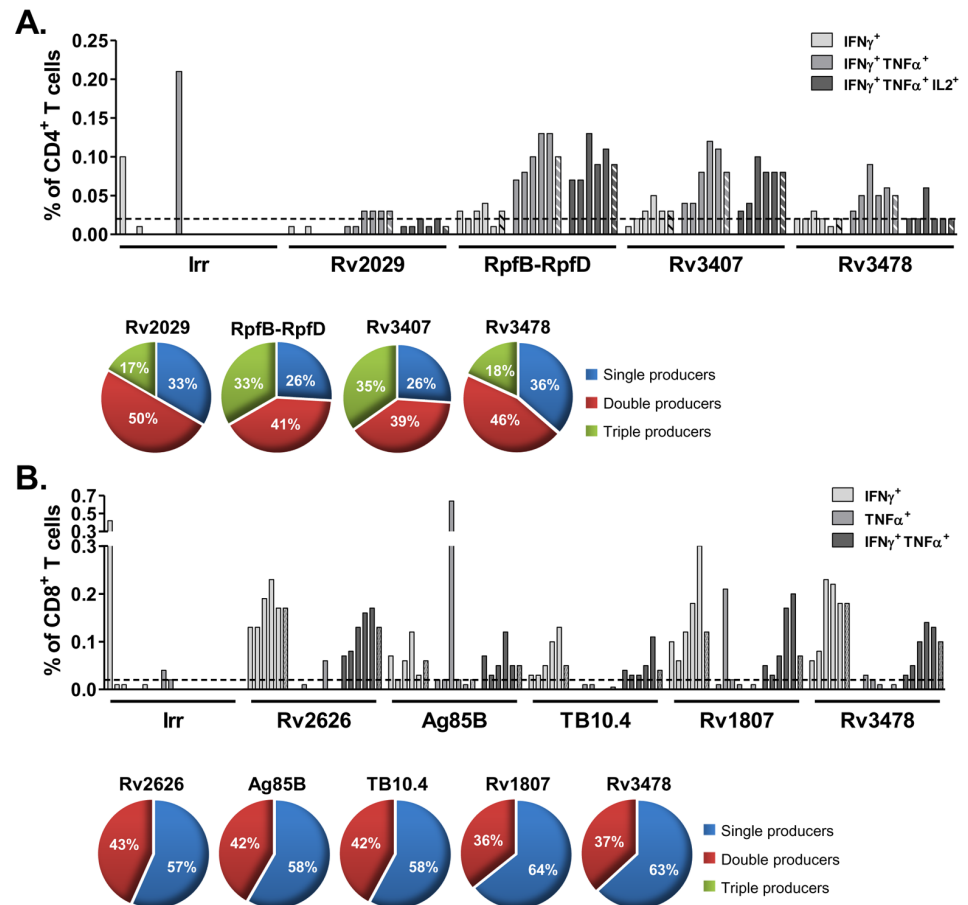 A.
% of CD4⁺ T cells
0.25
0.20
0.15
0.10
0.05
0.00
IFNγ⁺
IFNγ⁺ TNFα⁺
IFNγ⁺ TNFα⁺ IL2⁺
Irr Rv2029 RpfB-RpfD Rv3407 Rv3478
Rv2029 RpfB-RpfD Rv3407 Rv3478
17% 33% 50%
33% 26% 41%
35% 26% 39%
18% 36% 46%
Single producers
Double producers
Triple producers
B.
% of CD8⁺ T cells
0.7
0.5
0.3
0.3
0.2
0.1
0.0
IFNγ⁺
TNFα⁺
IFNγ⁺ TNFα⁺
Irr Rv2626 Ag85B TB10.4 Rv1807 Rv3478
Rv2626 Ag85B TB10.4 Rv1807 Rv3478
43% 57%
42% 58%
42% 58%
36% 64%
37% 63%
Single producers
Double producers
Triple producers